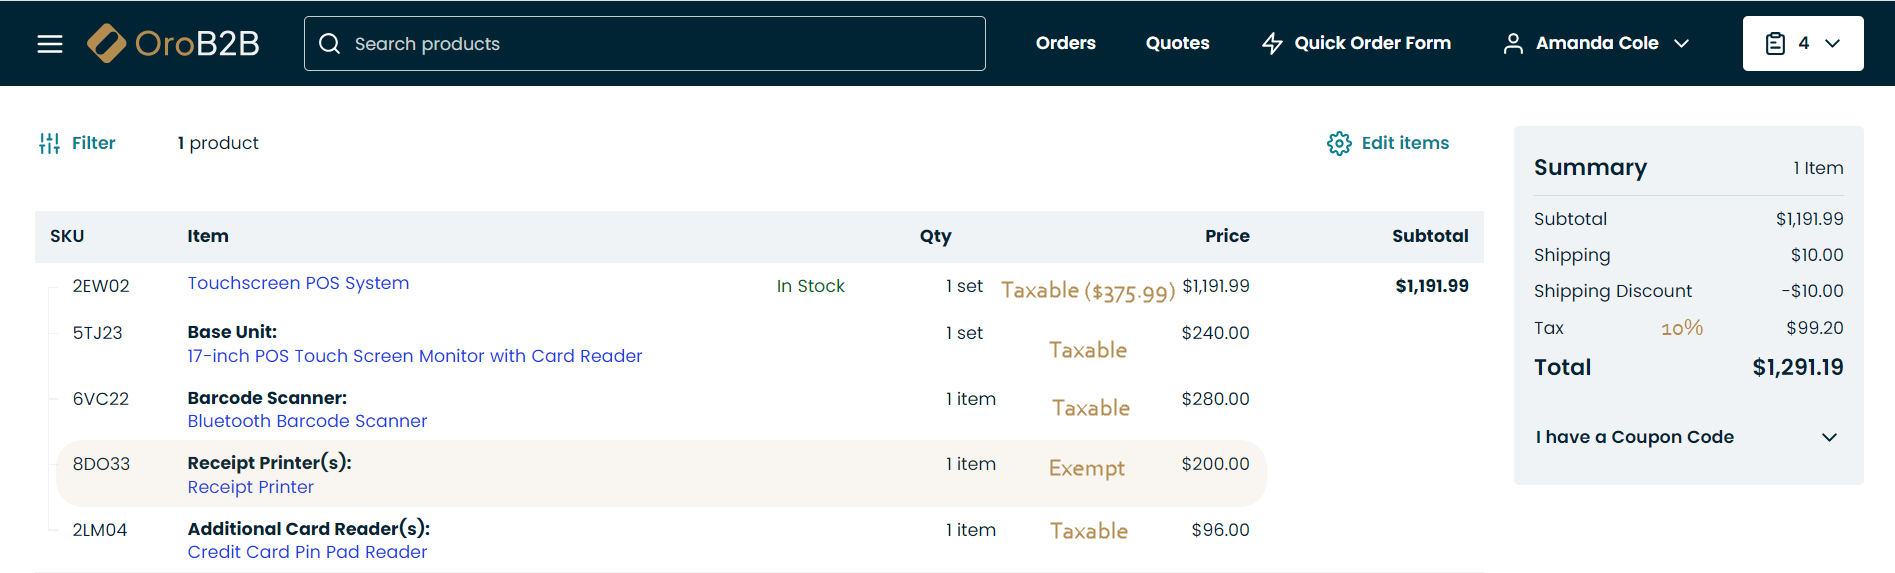 OroB2B
Search products
Orders
Quotes
Quick Order Form
Amanda Cole
4
Filter
1 product
Edit items
SKU Item Qty Price Subtotal
2EW02 Touchscreen POS System In Stock 1 set Taxable ($375.99) $1,191.99 $1,191.99
5TJ23 Base Unit: 1 set $240.00
17-inch POS Touch Screen Monitor with Card Reader Taxable
6VC22 Barcode Scanner: 1 item $280.00
Bluetooth Barcode Scanner Taxable
8DO33 Receipt Printer(s): 1 item Exempt $200.00
Receipt Printer
2LM04 Additional Card Reader(s): 1 item Taxable $96.00
Credit Card Pin Pad Reader
Summary 1 Item
Subtotal $1,191.99
Shipping $10.00
Shipping Discount -$10.00
Tax 10% $99.20
Total $1,291.19
I have a Coupon Code